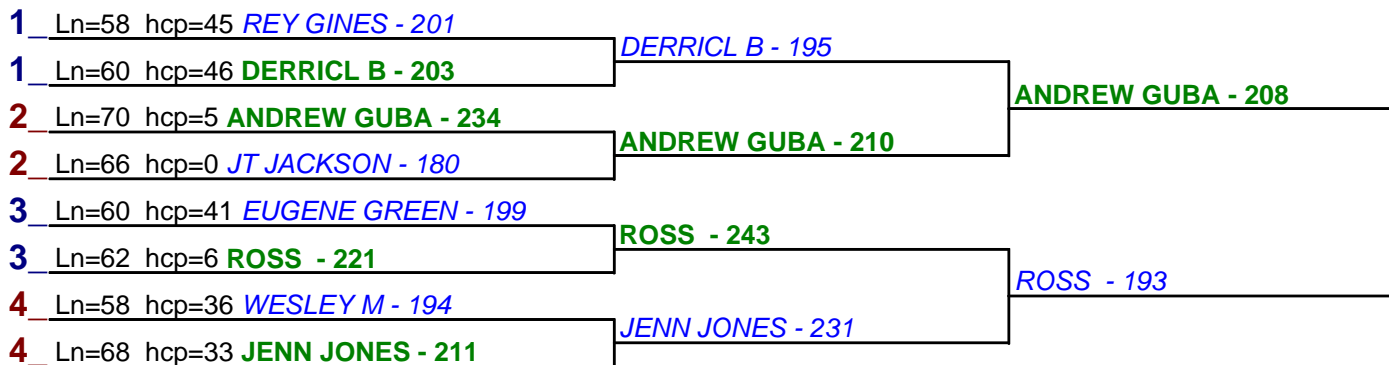 1_ Ln=58 hcp=45 REY GINES - 201
DERRICL B - 195
1_ Ln=60 hcp=46 DERRICL B - 203
ANDREW GUBA - 208
2_ Ln=70 hcp=5 ANDREW GUBA - 234
ANDREW GUBA - 210
2_ Ln=66 hcp=0 JT JACKSON - 180
3_ Ln=60 hcp=41 EUGENE GREEN - 199
ROSS - 243
3_ Ln=62 hcp=6 ROSS - 221
ROSS - 193
4_ Ln=58 hcp=36 WESLEY M - 194
JENN JONES - 231
4_ Ln=68 hcp=33 JENN JONES - 211